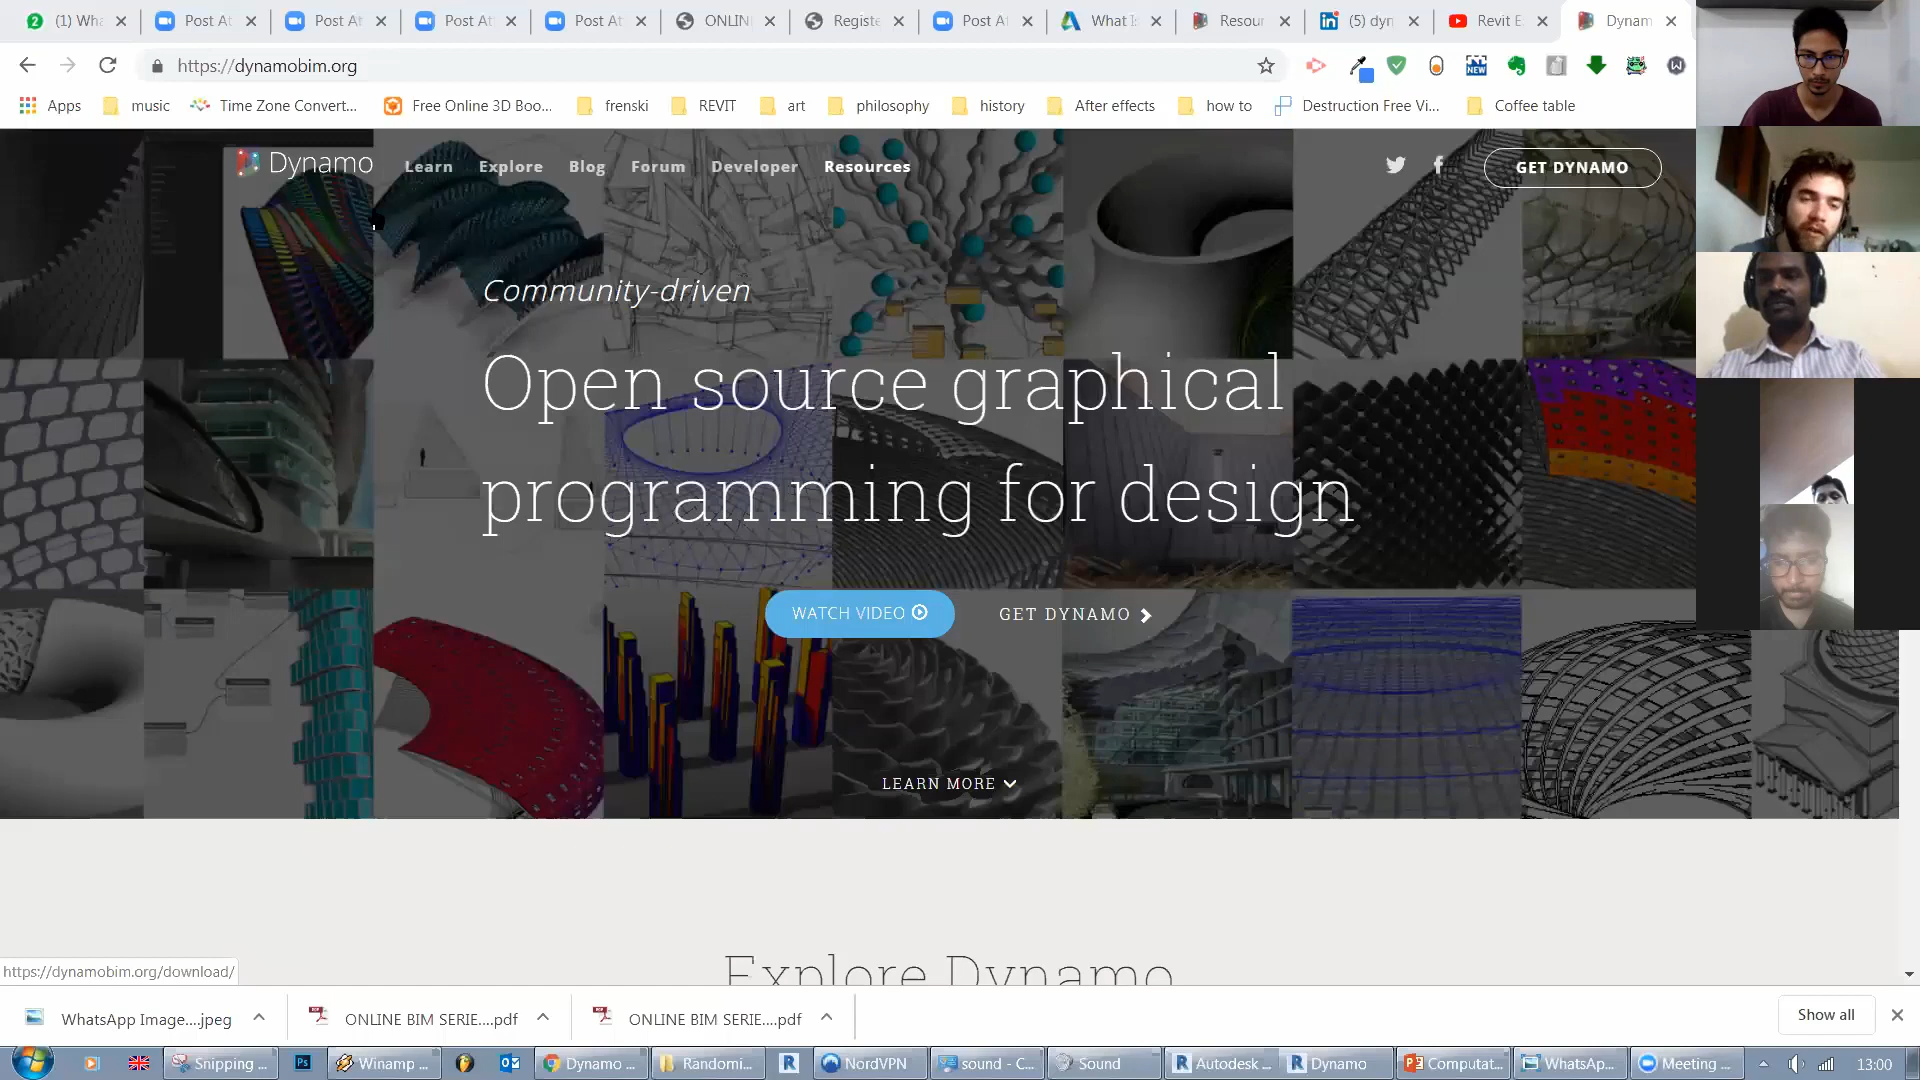 (1) Wha
Post At
Post At
Post At
Post At
ONLIN
Registe
Post At
What Is
Resour
(5) dyn
Revit E
Dynam
https://dynamobim.org
Apps
music
Time Zone Convert...
Free Online 3D Boo...
frenski
REVIT
art
philosophy
history
After effects
how to
Destruction Free Vi...
Coffee table
Dynamo
Learn
Explore
Blog
Forum
Developer
Resources
GET DYNAMO
Community-driven
Open source graphical
programming for design
WATCH VIDEO
GET DYNAMO
LEARN MORE
Explore Dynamo
https://dynamobim.org/download/
WhatsApp Image....jpeg
ONLINE BIM SERIE....pdf
ONLINE BIM SERIE....pdf
Show all
Snipping ...
Winamp ...
Dynamo ...
Randomi...
NordVPN
sound - C...
Sound
Autodesk ...
Dynamo
Computat...
WhatsAp...
Meeting ...
13:00